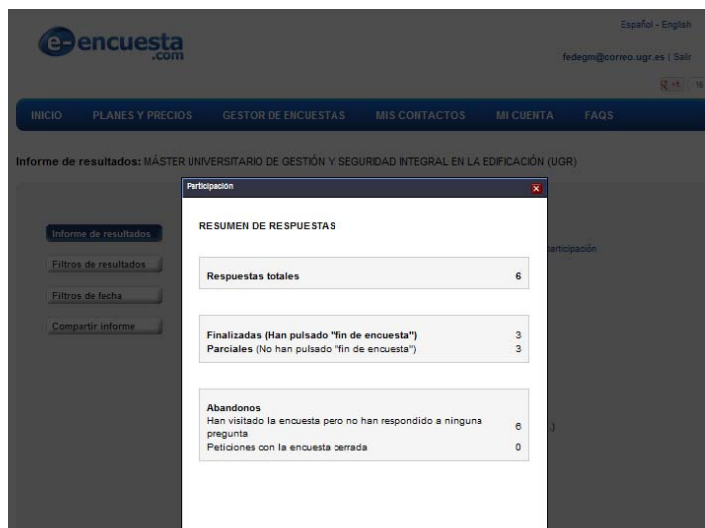 Español - English
e-encuesta
.com
fedegm@correo.ugr.es | Salir
INICIO PLANES Y PRECIOS GESTOR DE ENCUESTAS MIS CONTACTOS MI CUENTA FAQS
Informe de resultados: MÁSTER UNIVERSITARIO DE GESTIÓN Y SEGURIDAD INTEGRAL EN LA EDIFICACIÓN (UGR)
Participación
RESUMEN DE RESPUESTAS
Informe de resultados
participación
Filtros de resultados
Respuestas totales 6
Filtros de fecha
Compartir informe
Finalizadas (Han pulsado "fin de encuesta") 3
Parciales (No han pulsado "fin de encuesta") 3
Abandonos
Han visitado la encuesta pero no han respondido a ninguna
pregunta 6
Peticiones con la encuesta cerrada 0